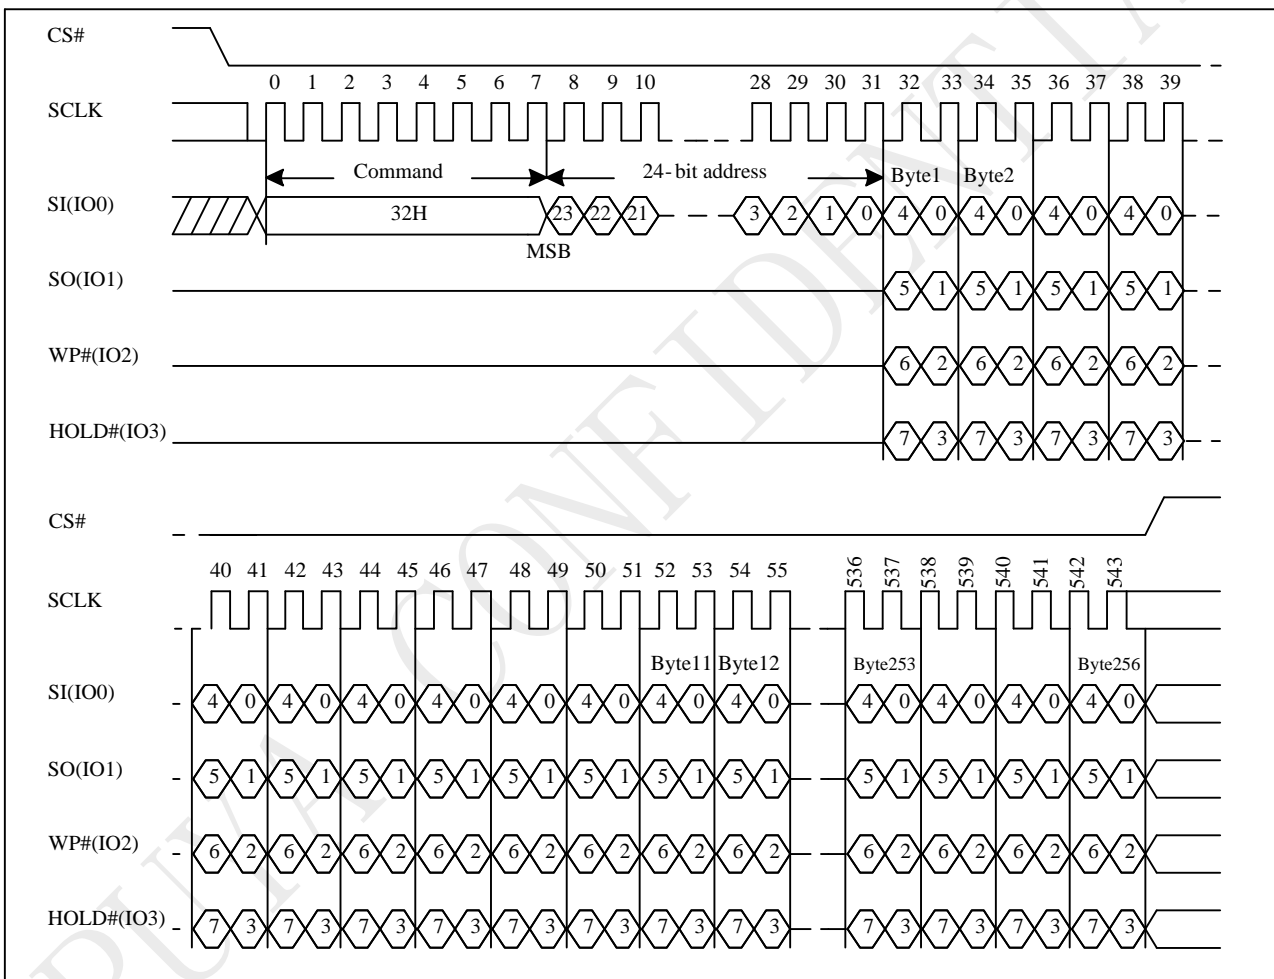 CS#
0 1 2 3 4 5 6 7 8 9 10 28 29 30 31 32 33 34 35 36 37 38 39
SCLK
Command 24-bit address Byte1 Byte2
SI(IO0) 32H 23 22 21 3 2 1 0 4 0 4 0 4 0 4 0
MSB
SO(IO1) 5 1 5 1 5 1 5 1
WP#(IO2) 6 2 6 2 6 2 6 2
HOLD#(IO3) 7 3 7 3 7 3 7 3
CS#
40 41 42 43 44 45 46 47 48 49 50 51 52 53 54 55 536 537 538 539 540 541 542 543
SCLK
Byte11 Byte12 Byte253 Byte256
SI(IO0) 4 0 4 0 4 0 4 0 4 0 4 0 4 0 4 0 4 0 4 0 4 0 4 0
SO(IO1) 5 1 5 1 5 1 5 1 5 1 5 1 5 1 5 1 5 1 5 1 5 1 5 1
WP#(IO2) 6 2 6 2 6 2 6 2 6 2 6 2 6 2 6 2 6 2 6 2 6 2 6 2
HOLD#(IO3) 7 3 7 3 7 3 7 3 7 3 7 3 7 3 7 3 7 3 7 3 7 3 7 3
PUYA CONFIDENTIA